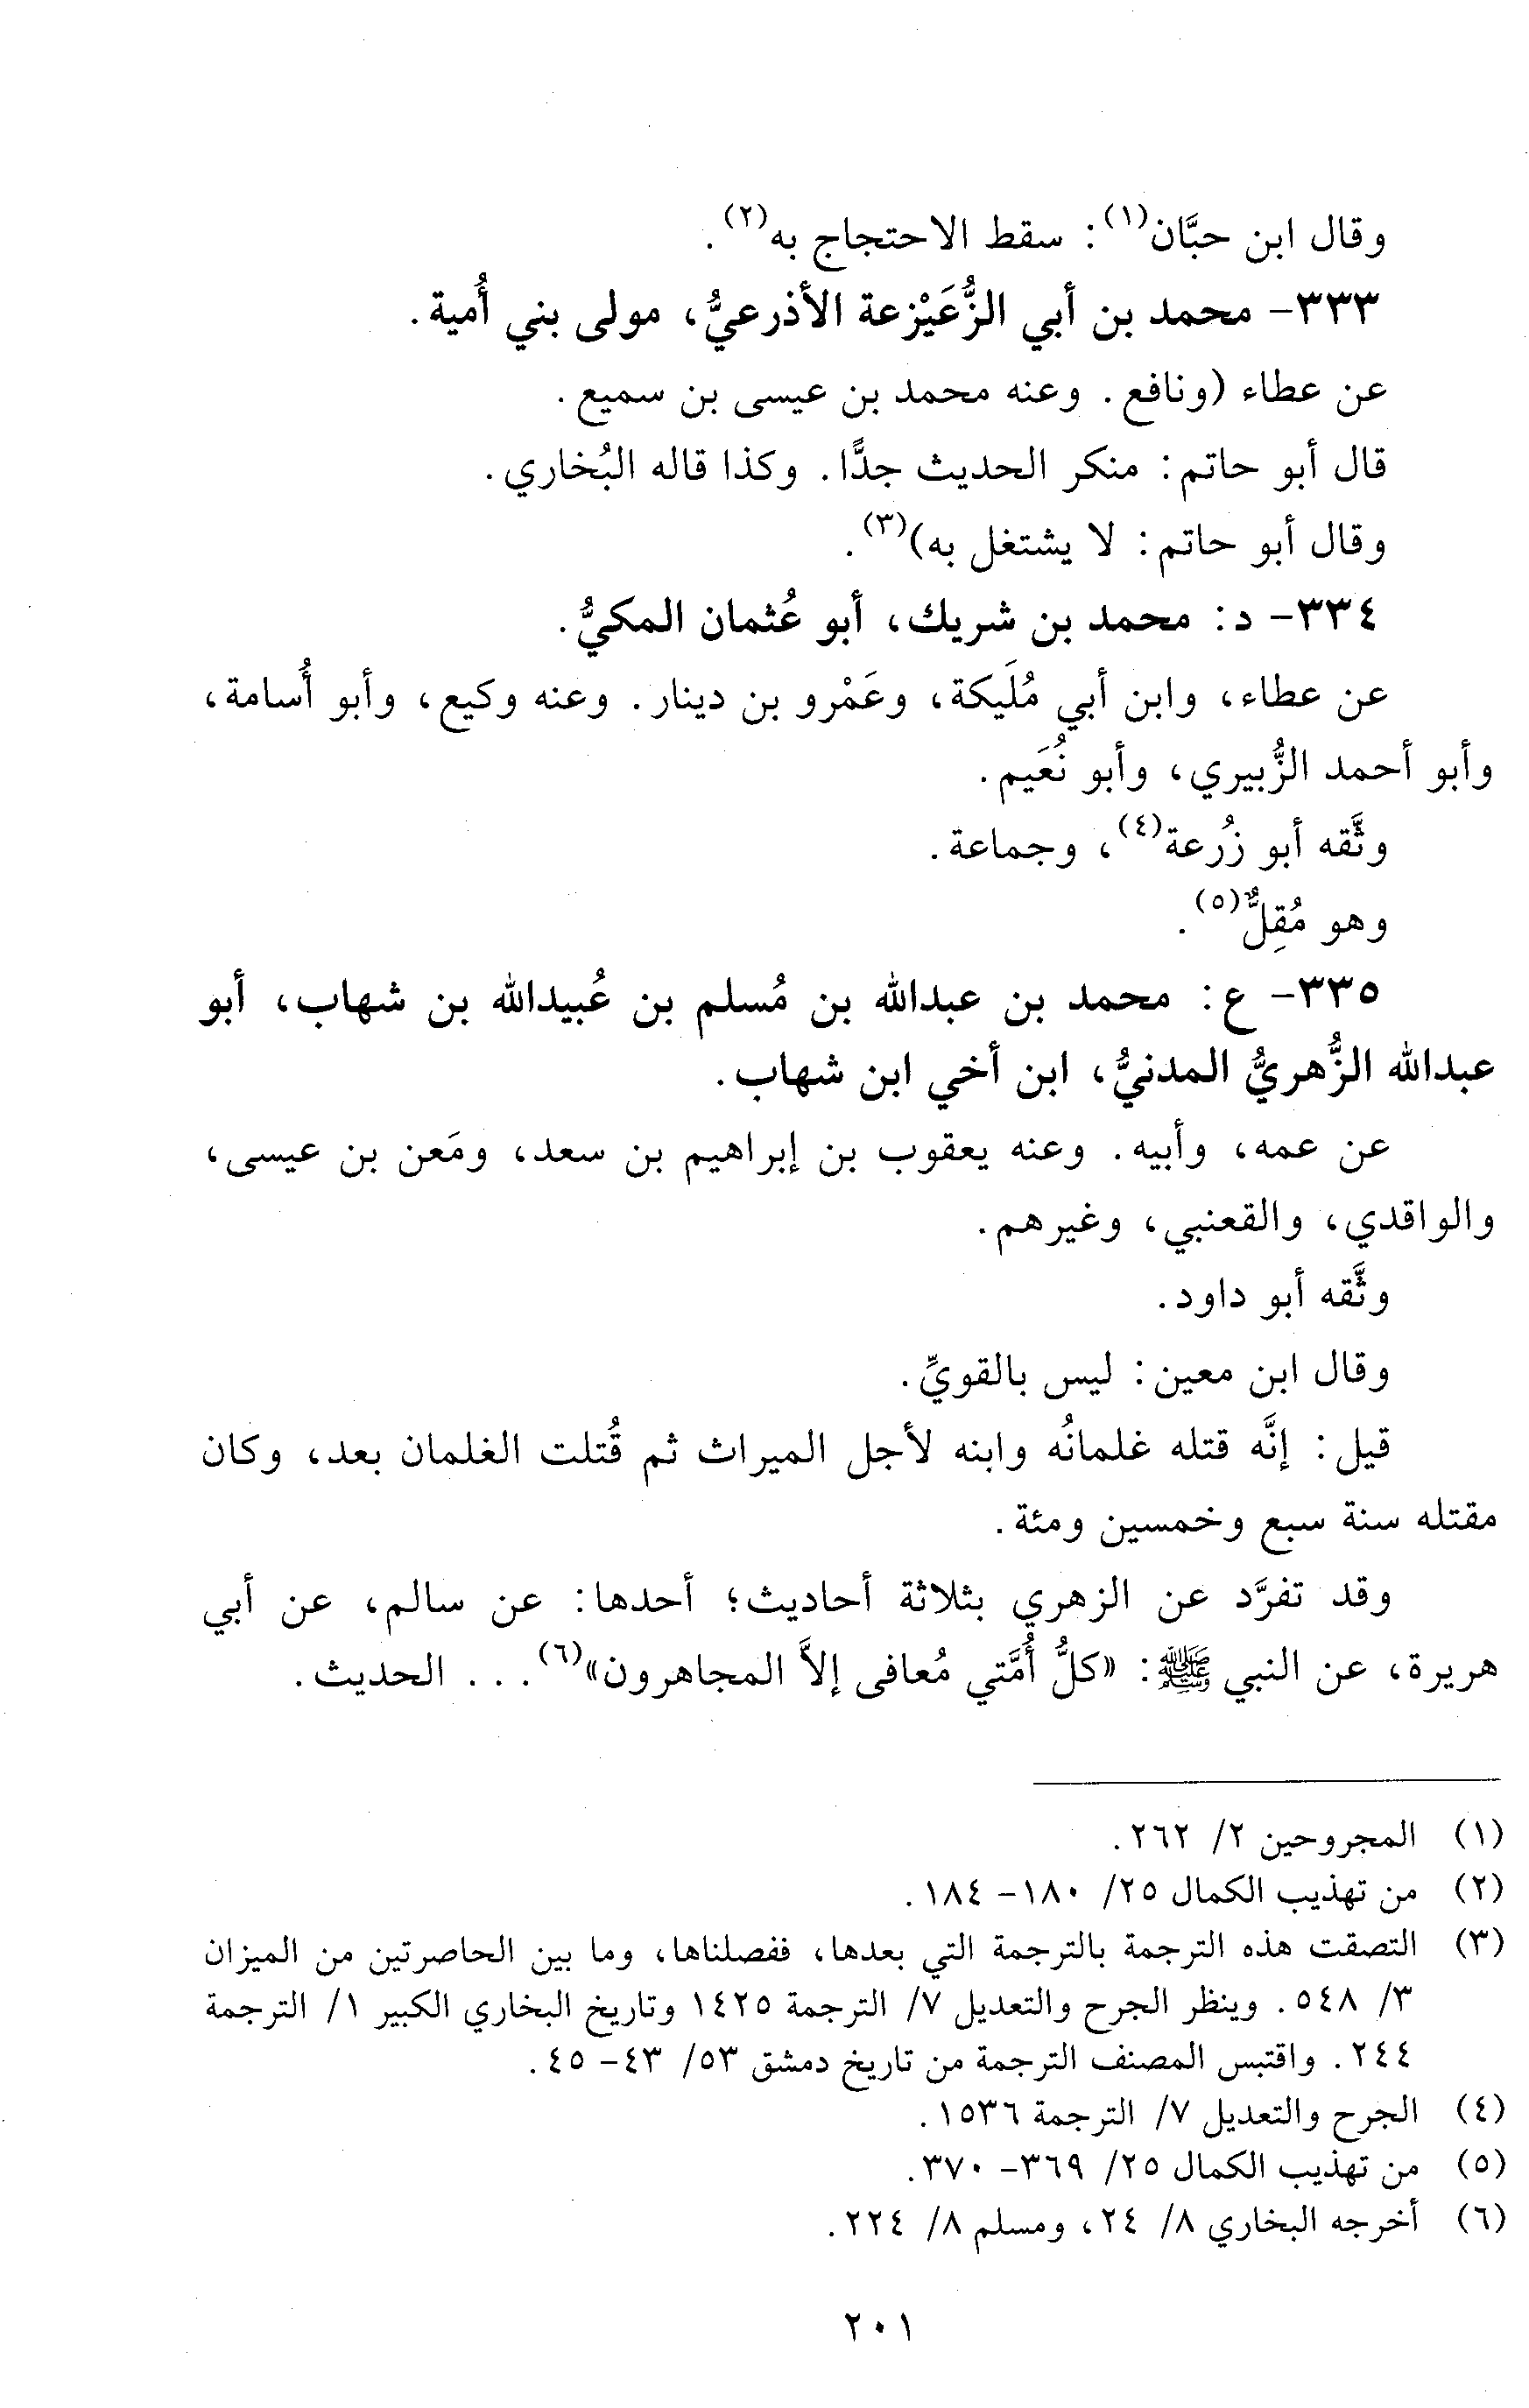 وقال ابن حبَّان(١): سقط الاحتجاج به(٢).
٣٣٣- محمد بن أبي الزُّعَيْزعة الأذرعيُّ، مولى بني أُمية.
عن عطاء (ونافع. وعنه محمد بن عيسى بن سميع.
قال أبو حاتم: منكر الحديث جدًّا. وكذا قاله البُخاري.
وقال أبو حاتم: لا يشتغل به)(٣).
٣٣٤- د: محمد بن شريك، أبو عُثمان المكيُّ.
عن عطاء، وابن أبي مُلَيكة، وعَمْرو بن دينار. وعنه وكيع، وأبو أُسامة،
وأبو أحمد الزُّبيري، وأبو نُعَيم.
وثَّقه أبو زُرعة(٤)، وجماعة.
وهو مُقِلٌّ(٥).
٣٣٥- ع: محمد بن عبدالله بن مُسلم بن عُبيدالله بن شهاب، أبو
عبدالله الزُّهريُّ المدنيُّ، ابن أخي ابن شهاب.
عن عمه، وأبيه. وعنه يعقوب بن إبراهيم بن سعد، ومَعن بن عيسى،
والواقدي، والقعنبي، وغيرهم.
وثَّقه أبو داود.
وقال ابن معين: ليس بالقويِّ.
قيل: إنَّه قتله غلمانُه وابنه لأجل الميراث ثم قُتلت الغلمان بعد، وكان
مقتله سنة سبع وخمسين ومئة.
وقد تفرَّد عن الزهري بثلاثة أحاديث؛ أحدها: عن سالم، عن أبي
هريرة، عن النبي ﷺ: «كلُّ أُمَّتي مُعافى إلاَّ المجاهرون»(٦)... الحديث.
(١) المجروحين ٢/ ٢٦٢.
(٢) من تهذيب الكمال ٢٥/ ١٨٠- ١٨٤.
(٣) التصقت هذه الترجمة بالترجمة التي بعدها، ففصلناها، وما بين الحاصرتين من الميزان
٣/ ٥٤٨. وينظر الجرح والتعديل ٧/ الترجمة ١٤٢٥ وتاريخ البخاري الكبير ١/ الترجمة
٢٤٤. واقتبس المصنف الترجمة من تاريخ دمشق ٥٣/ ٤٣- ٤٥.
(٤) الجرح والتعديل ٧/ الترجمة ١٥٣٦.
(٥) من تهذيب الكمال ٢٥/ ٣٦٩- ٣٧٠.
(٦) أخرجه البخاري ٨/ ٢٤، ومسلم ٨/ ٢٢٤.
٢٠١